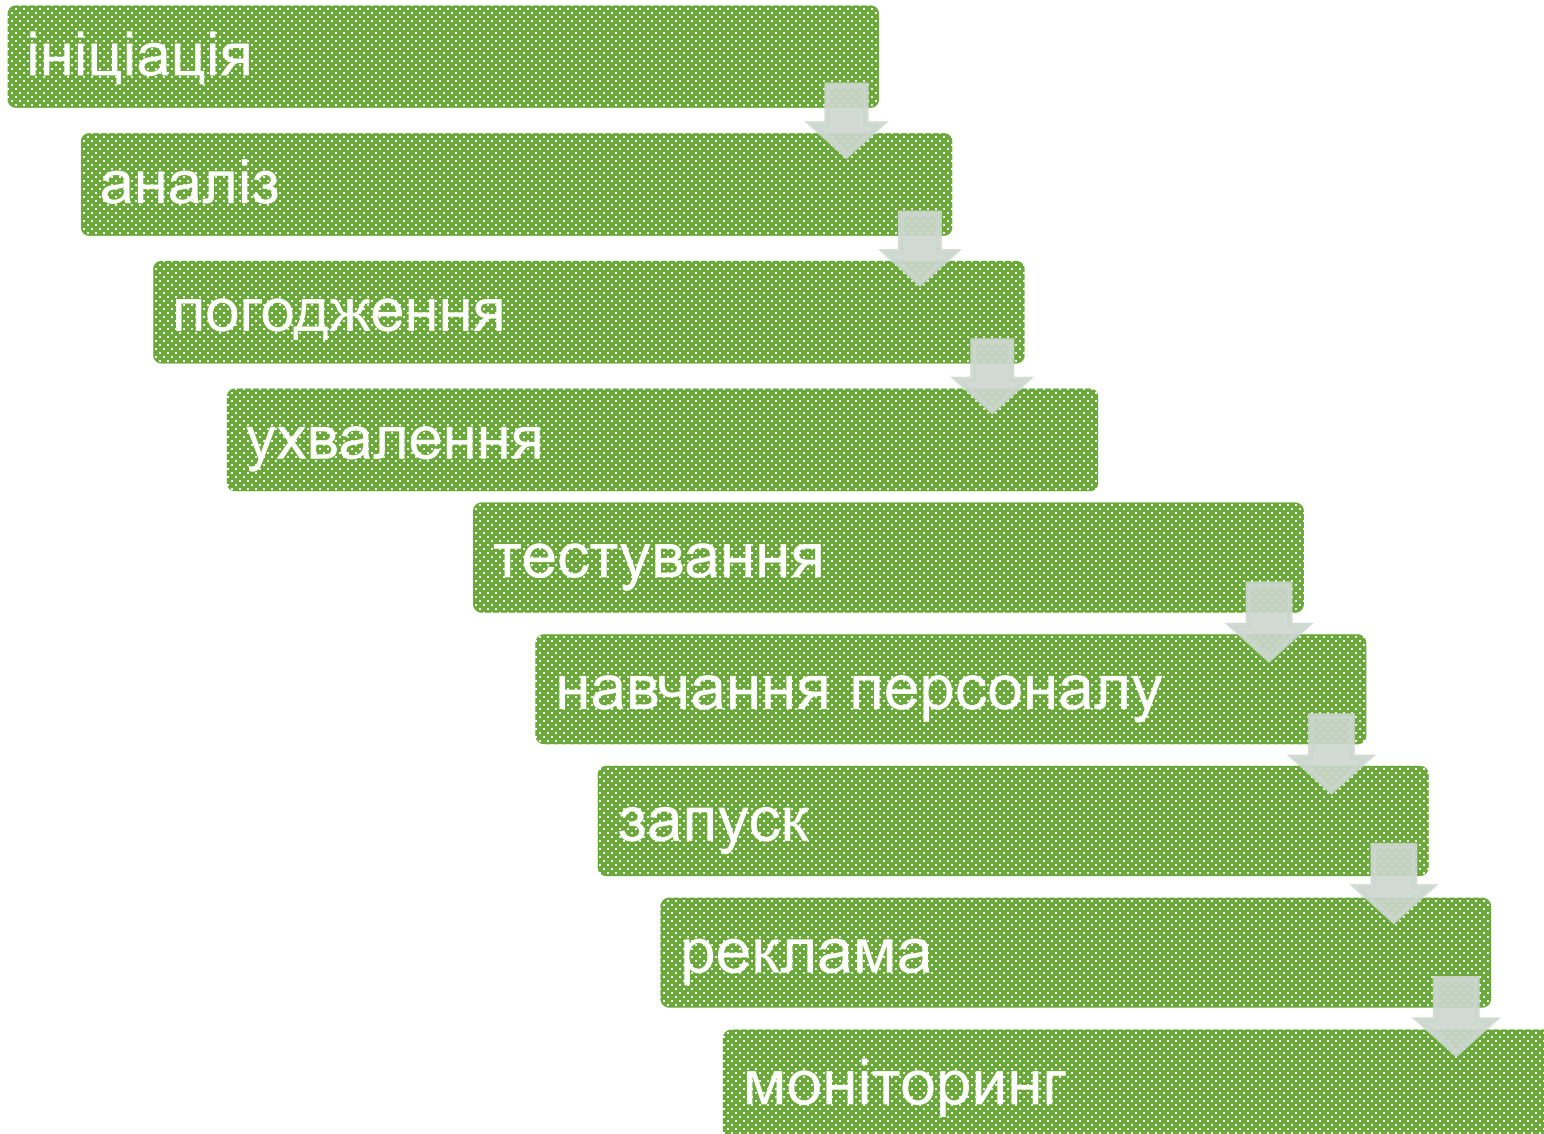 ініціація
аналіз
погодження
ухвалення
тестування
навчання персоналу
запуск
реклама
моніторинг